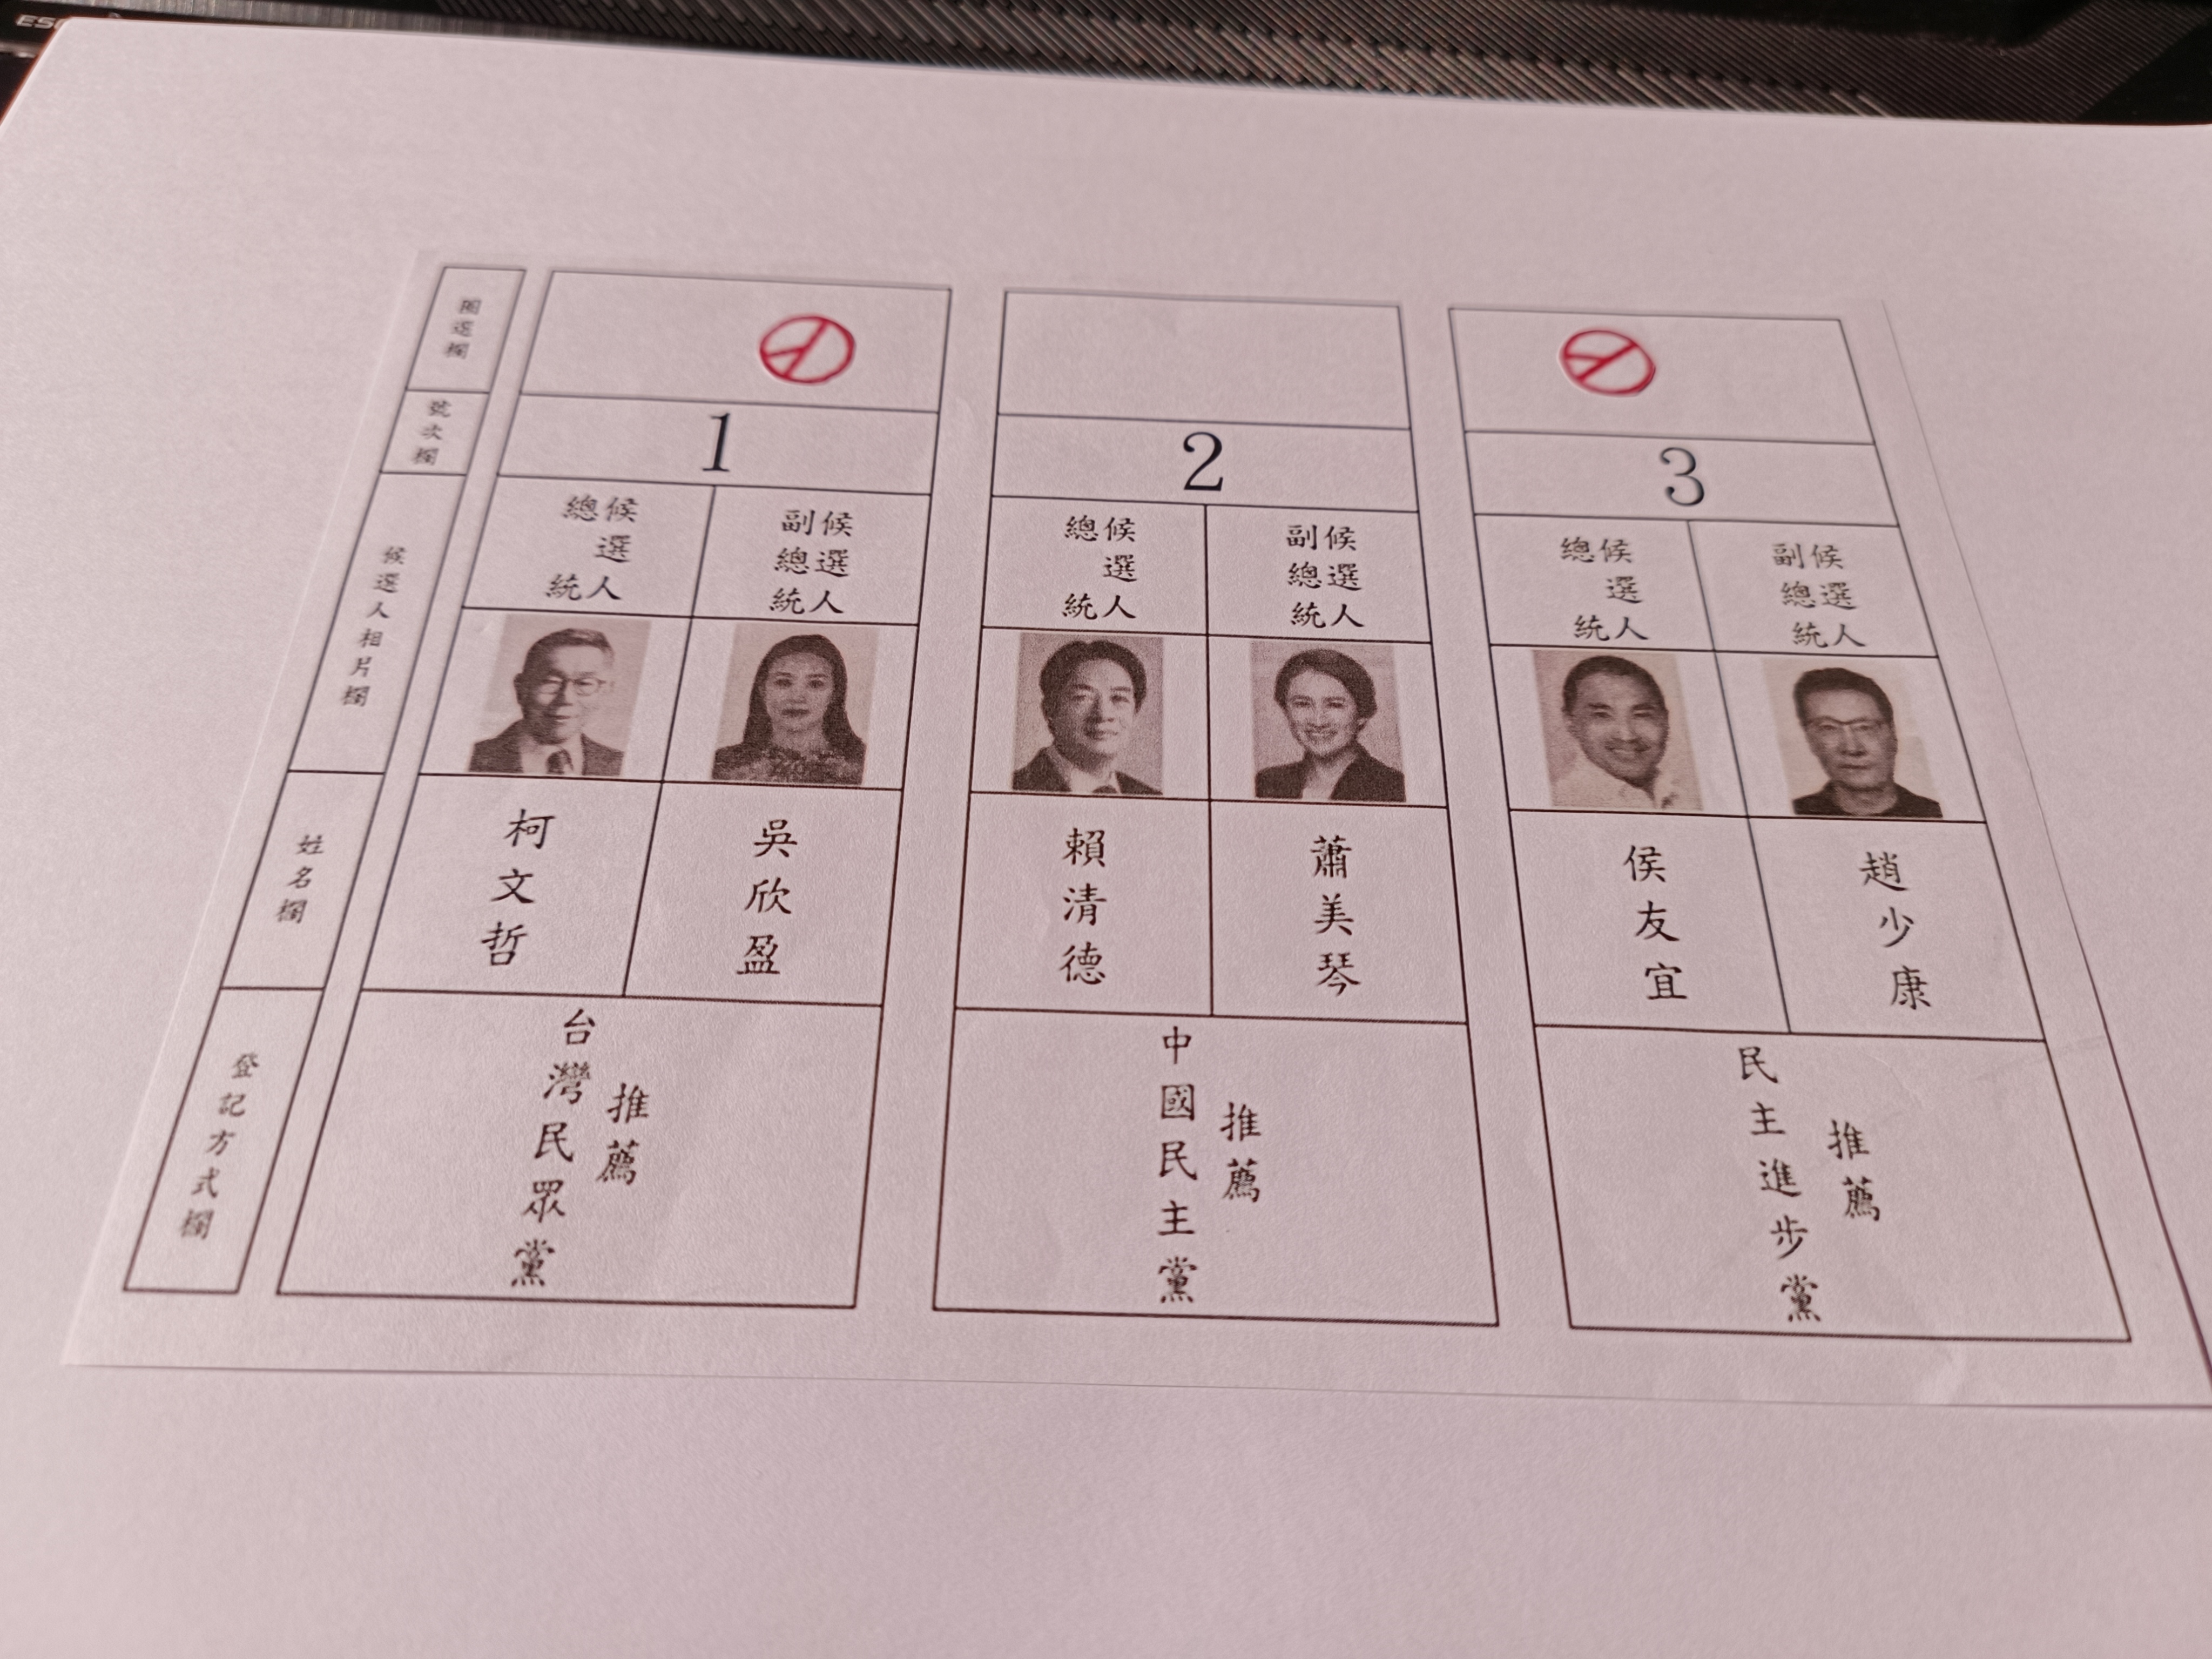 圈選欄
1
2
3
號次欄
總統候選人
副總統候選人
總統候選人
副總統候選人
總統候選人
副總統候選人
候選人相片欄
姓名欄
柯文哲
吳欣盈
賴清德
蕭美琴
侯友宜
趙少康
登記方式欄
台灣民眾黨
推薦
中國民主黨
推薦
民主進步黨
推薦